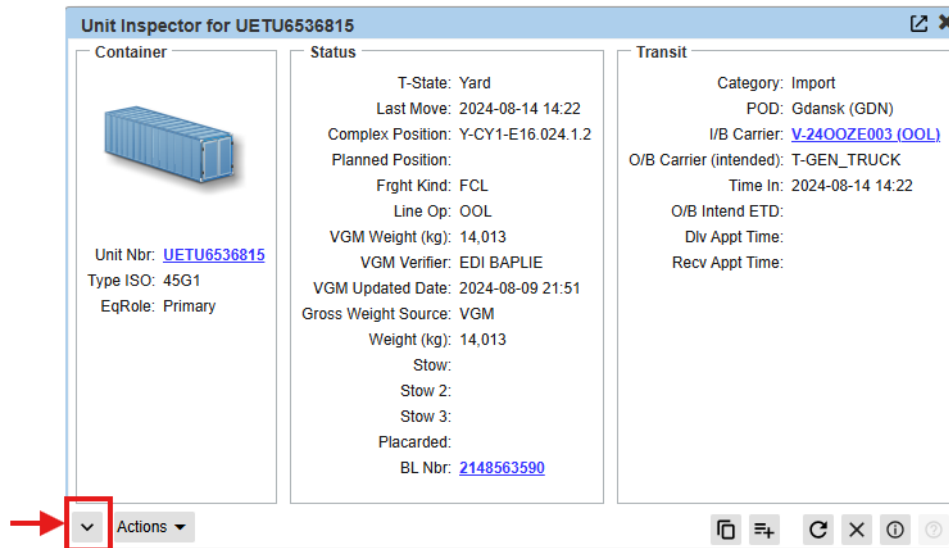 Unit Inspector for UETU6536815
Container
Unit Nbr: UETU6536815
Type ISO: 45G1
EqRole: Primary
Status
T-State: Yard
Last Move: 2024-08-14 14:22
Complex Position: Y-CY1-E16.024.1.2
Planned Position:
Frght Kind: FCL
Line Op: OOL
VGM Weight (kg): 14,013
VGM Verifier: EDI BAPLIE
VGM Updated Date: 2024-08-09 21:51
Gross Weight Source: VGM
Weight (kg): 14,013
Stow:
Stow 2:
Stow 3:
Placarded:
BL Nbr: 2148563590
Transit
Category: Import
POD: Gdansk (GDN)
I/B Carrier: V-24OOZE003 (OOL)
O/B Carrier (intended): T-GEN_TRUCK
Time In: 2024-08-14 14:22
O/B Intend ETD:
Dlv Appt Time:
Recv Appt Time:
Actions